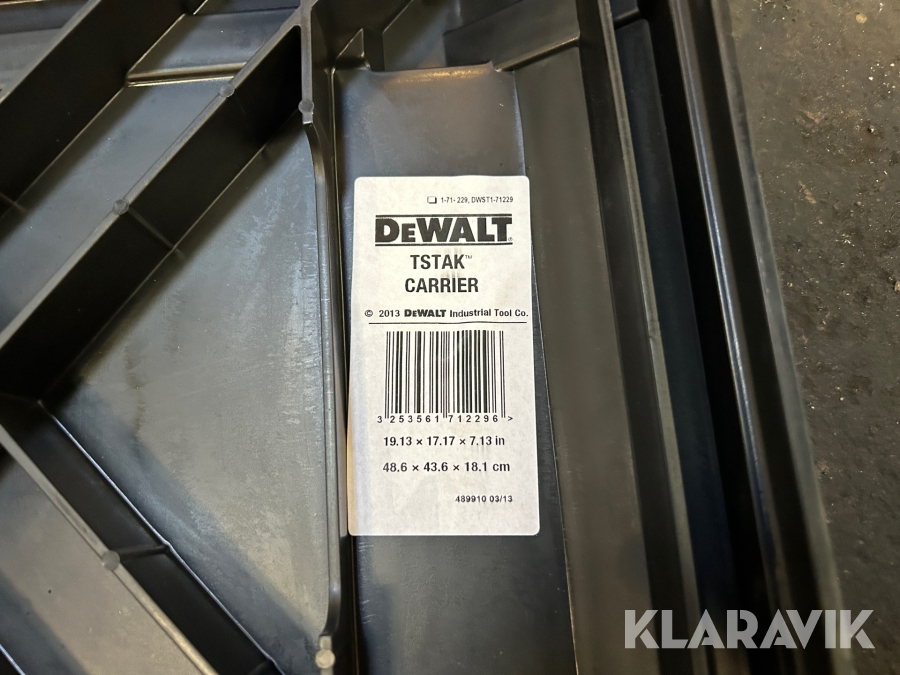 1-71- 229, DWST1-71229
DEWALT®
TSTAK™
CARRIER
© 2013 DEWALT Industrial Tool Co.
3 253561 712296 >
19.13 × 17.17 × 7.13 in
48.6 × 43.6 × 18.1 cm
489910 03/13
KLARAVIK